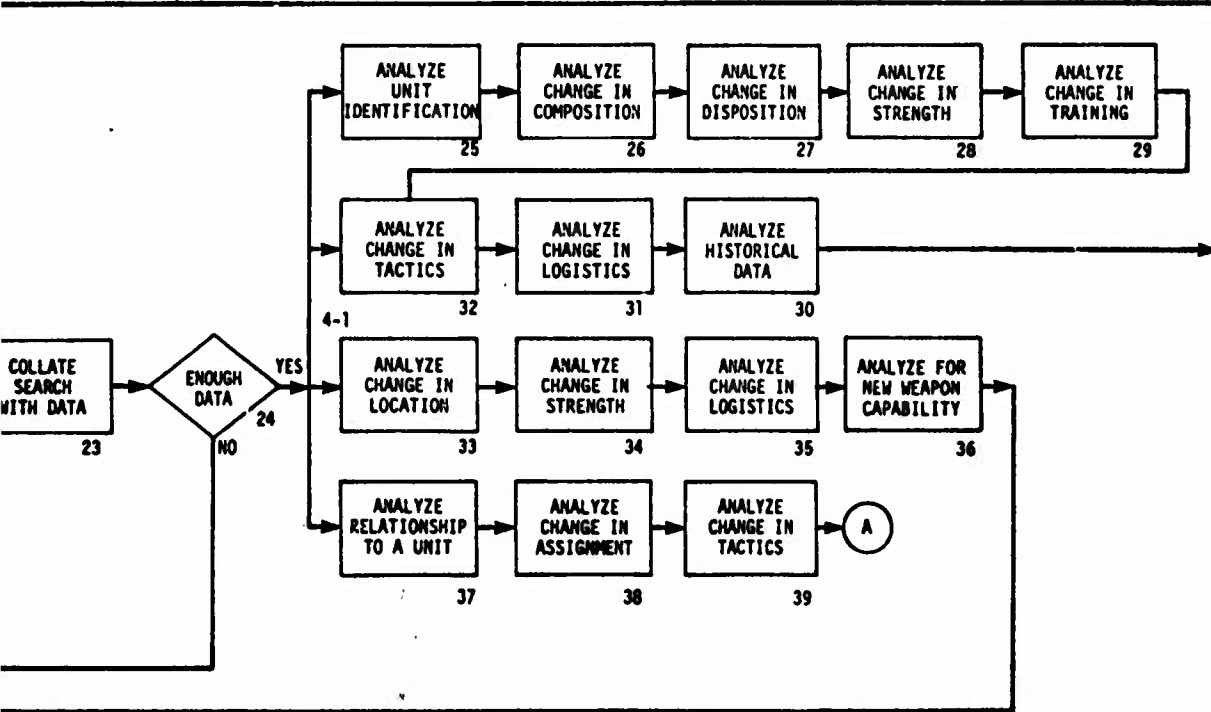 ANALYZE
UNIT
IDENTIFICATION
25
ANALYZE
CHANGE IN
COMPOSITION
26
ANALYZE
CHANGE IN
DISPOSITION
27
ANALYZE
CHANGE IN
STRENGTH
28
ANALYZE
CHANGE IN
TRAINING
29
ANALYZE
CHANGE IN
TACTICS
32
ANALYZE
CHANGE IN
LOGISTICS
31
ANALYZE
HISTORICAL
DATA
30
4-1
COLLATE
SEARCH
WITH DATA
23
ENOUGH
DATA
24
YES
NO
ANALYZE
CHANGE IN
LOCATION
33
ANALYZE
CHANGE IN
STRENGTH
34
ANALYZE
CHANGE IN
LOGISTICS
35
ANALYZE FOR
NEW WEAPON
CAPABILITY
36
ANALYZE
RELATIONSHIP
TO A UNIT
37
ANALYZE
CHANGE IN
ASSIGNMENT
38
ANALYZE
CHANGE IN
TACTICS
39
A